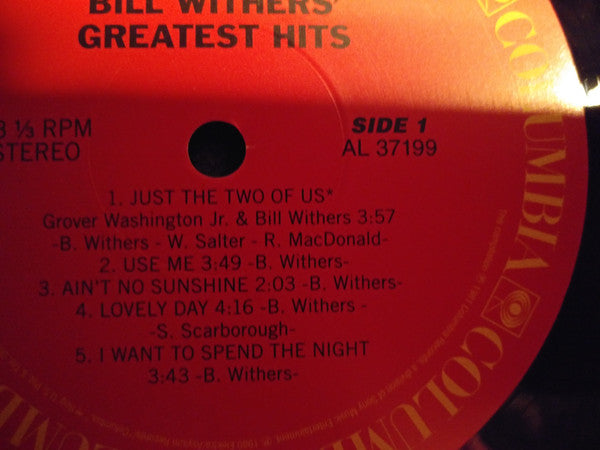 BILL WITHERS'
GREATEST HITS
3 ⅓ RPM
STEREO
SIDE 1
AL 37199
1. JUST THE TWO OF US*
Grover Washington Jr. & Bill Withers 3:57
-B. Withers - W. Salter - R. MacDonald-
2. USE ME 3:49 -B. Withers-
3. AIN'T NO SUNSHINE 2:03 -B. Withers-
4. LOVELY DAY 4:16 -B. Withers -
-S. Scarborough-
5. I WANT TO SPEND THE NIGHT
3:43 -B. Withers-
COLUMBIA
COLUM